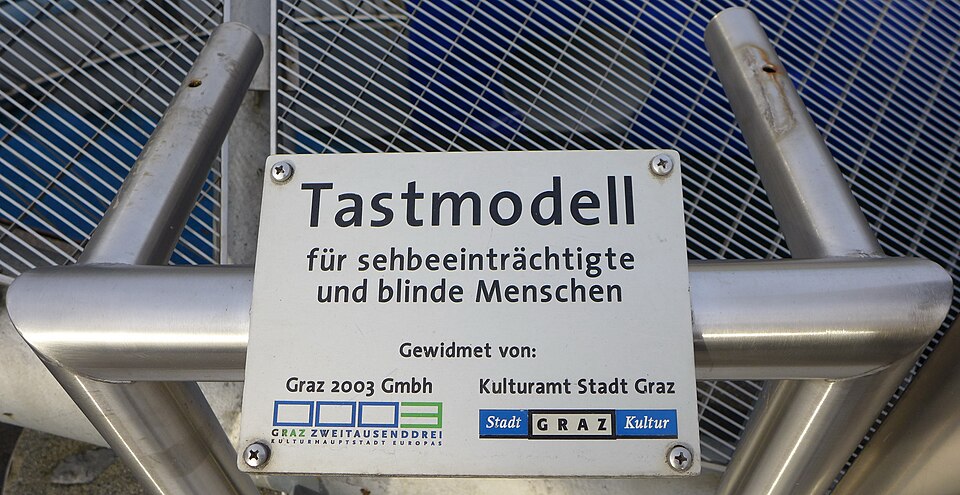 Tastmodell
für sehbeeinträchtigte
und blinde Menschen
Gewidmet von:
Graz 2003 Gmbh
Kulturamt Stadt Graz
GRAZ ZWEITAUSENDDREI
KULTURHAUPTSTADT EUROPAS
Stadt GRAZ Kultur